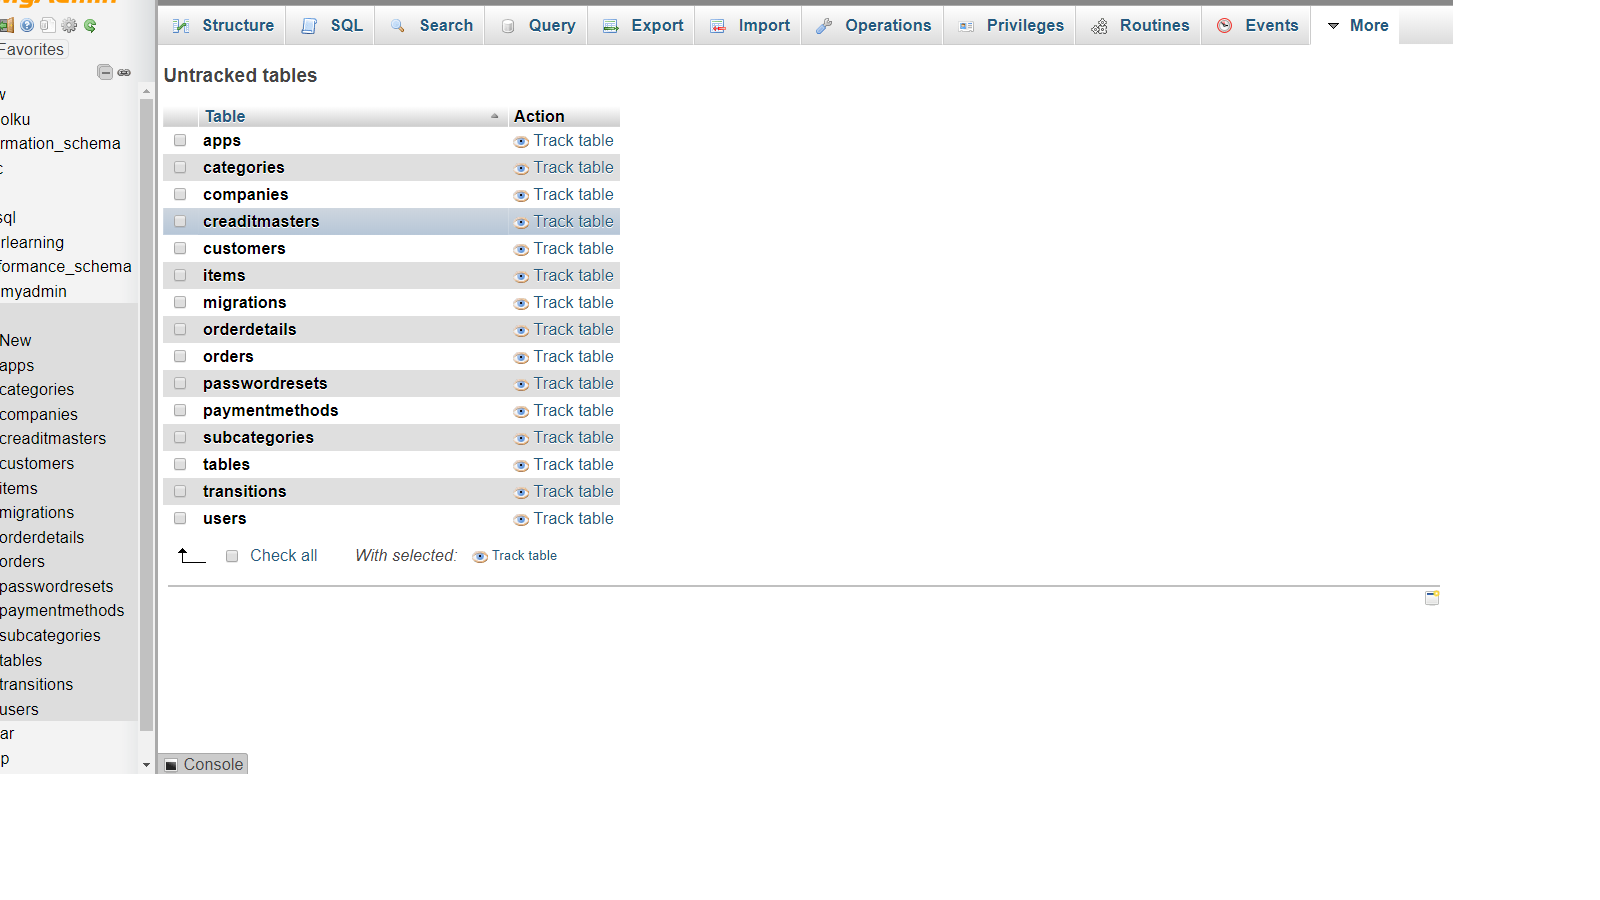 Structure SQL Search Query Export Import Operations Privileges Routines Events More
Favorites
olku
rmation_schema
sql
rlearning
formance_schema
myadmin
New
apps
categories
companies
creaditmasters
customers
items
migrations
orderdetails
orders
passwordresets
paymentmethods
subcategories
tables
transitions
users
ar
p
Untracked tables
Table Action
apps Track table
categories Track table
companies Track table
creaditmasters Track table
customers Track table
items Track table
migrations Track table
orderdetails Track table
orders Track table
passwordresets Track table
paymentmethods Track table
subcategories Track table
tables Track table
transitions Track table
users Track table
Check all With selected: Track table
Console